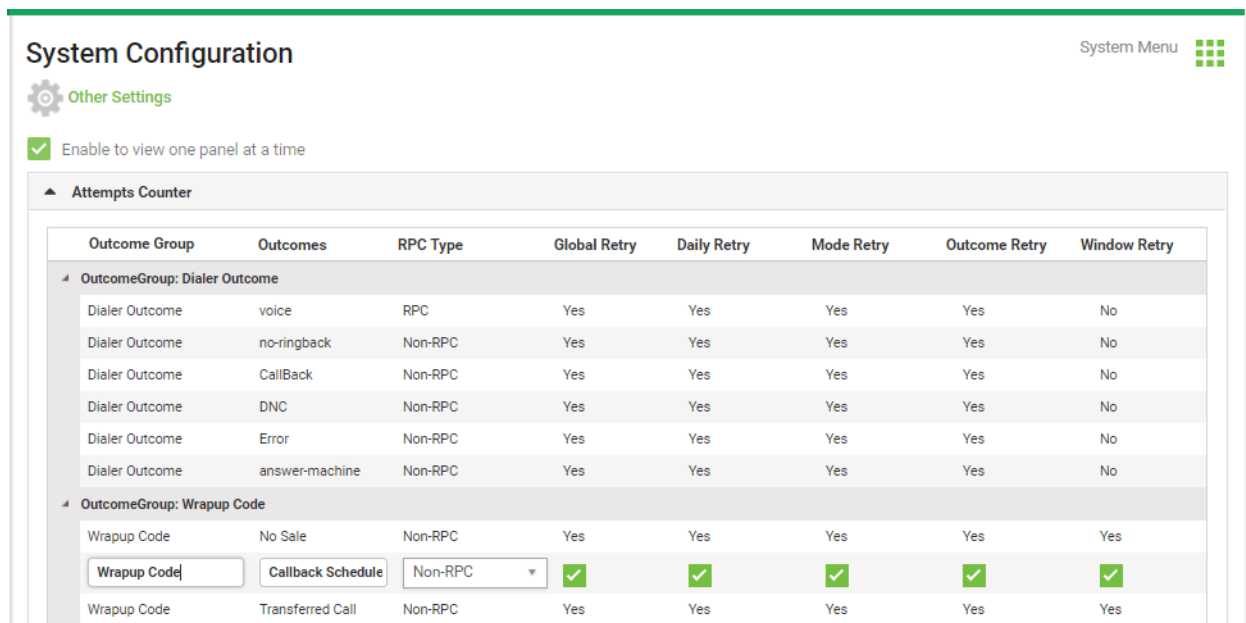 System Configuration
System Menu
Other Settings
Enable to view one panel at a time
Attempts Counter
Outcome Group Outcomes RPC Type Global Retry Daily Retry Mode Retry Outcome Retry Window Retry
OutcomeGroup: Dialer Outcome
Dialer Outcome voice RPC Yes Yes Yes Yes No
Dialer Outcome no-ringback Non-RPC Yes Yes Yes Yes No
Dialer Outcome CallBack Non-RPC Yes Yes Yes Yes No
Dialer Outcome DNC Non-RPC Yes Yes Yes Yes No
Dialer Outcome Error Non-RPC Yes Yes Yes Yes No
Dialer Outcome answer-machine Non-RPC Yes Yes Yes Yes No
OutcomeGroup: Wrapup Code
Wrapup Code No Sale Non-RPC Yes Yes Yes Yes Yes
Wrapup Code Callback Schedule Non-RPC
Wrapup Code Transferred Call Non-RPC Yes Yes Yes Yes Yes